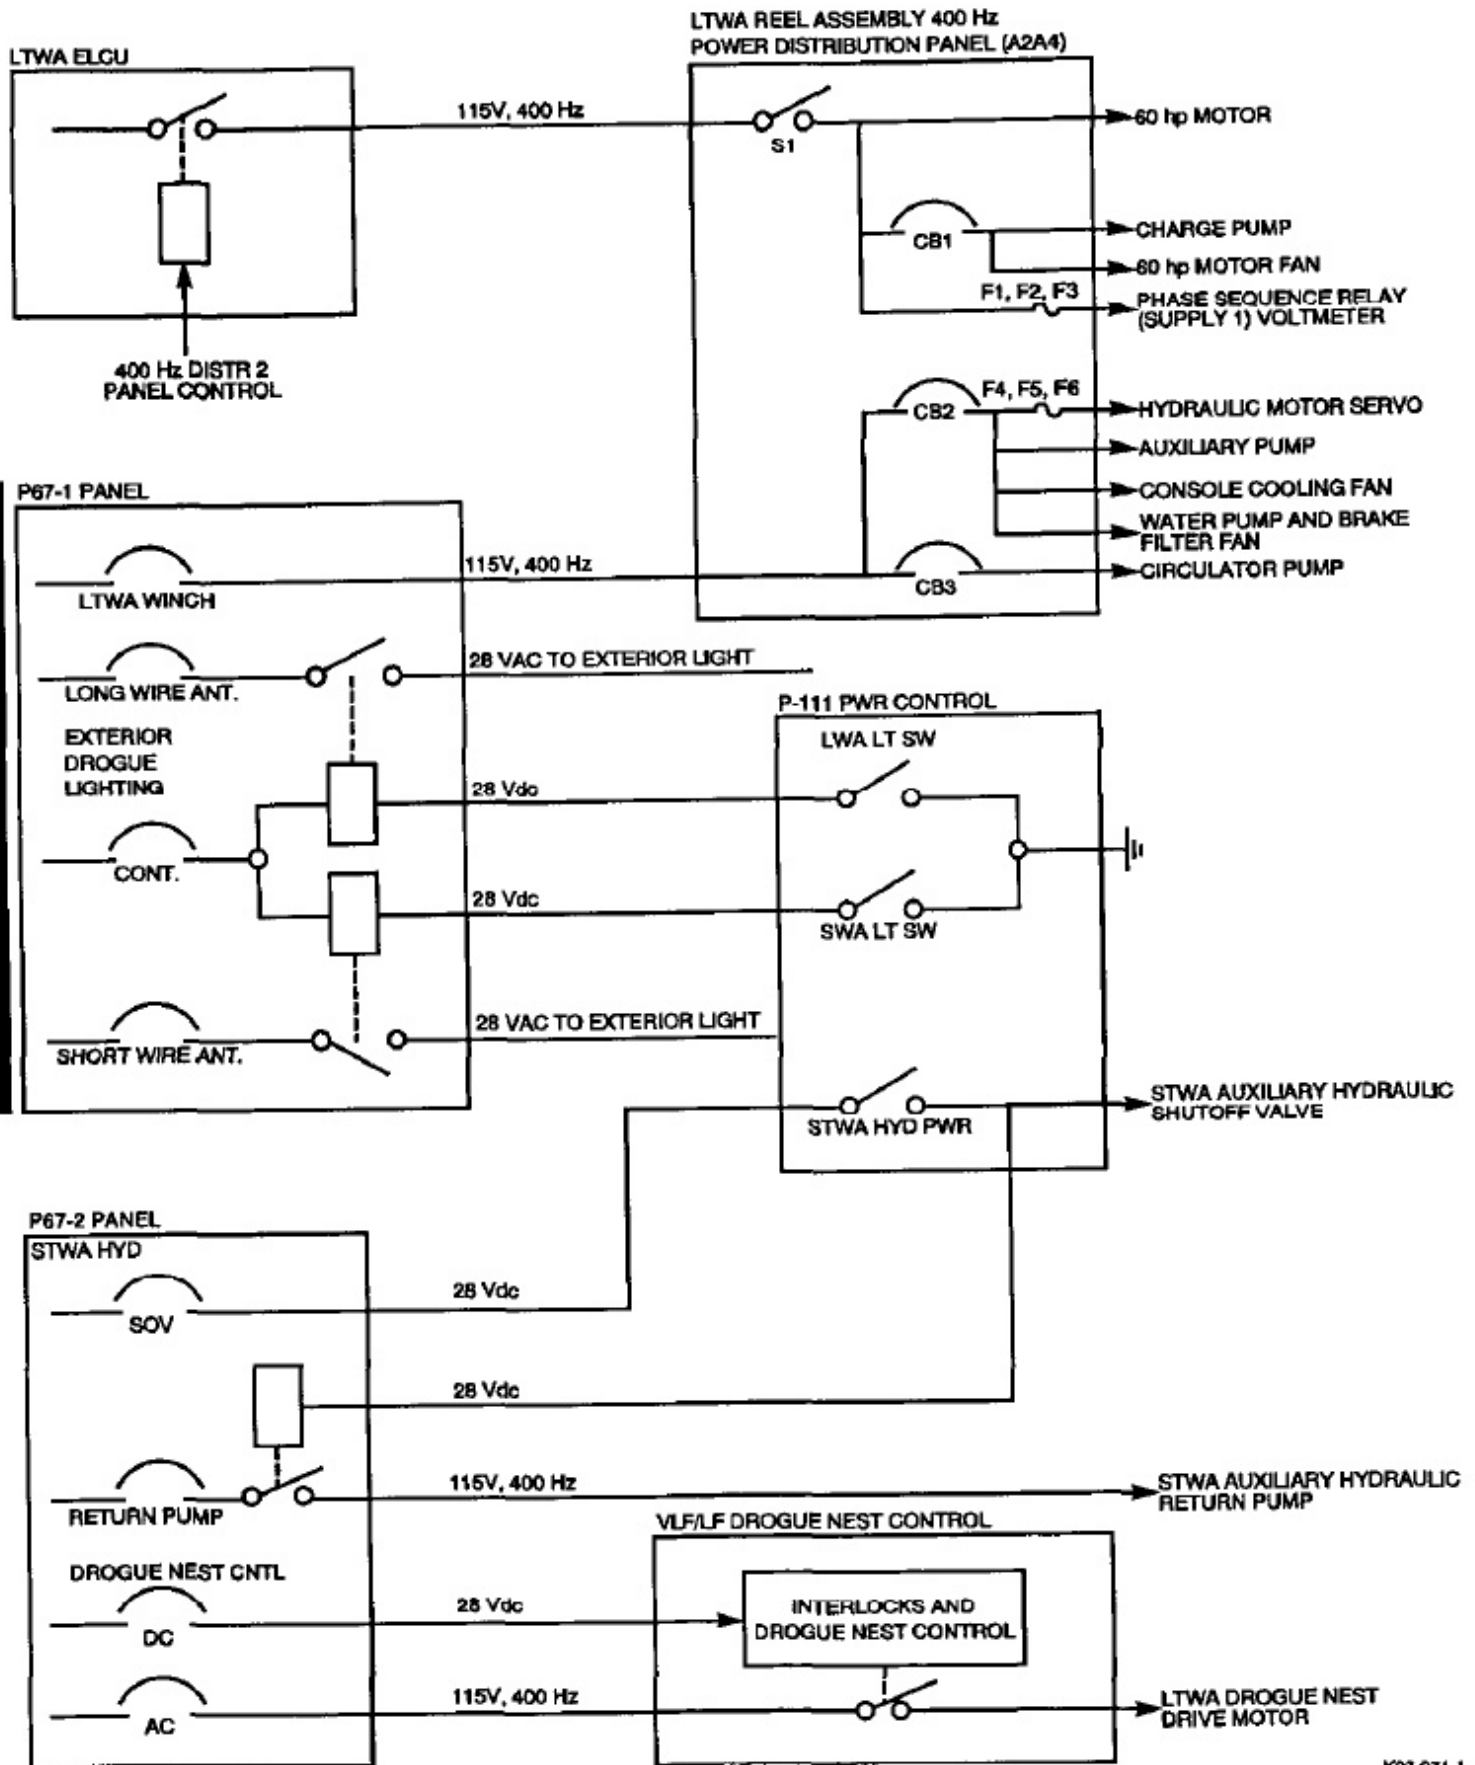 LTWA REEL ASSEMBLY 400 Hz
POWER DISTRIBUTION PANEL (A2A4)
LTWA ELCU
115V, 400 Hz
S1
60 hp MOTOR
CB1
CHARGE PUMP
60 hp MOTOR FAN
F1, F2, F3
PHASE SEQUENCE RELAY
(SUPPLY 1) VOLTMETER
400 Hz DISTR 2
PANEL CONTROL
CB2
F4, F5, F6
HYDRAULIC MOTOR SERVO
AUXILIARY PUMP
CONSOLE COOLING FAN
WATER PUMP AND BRAKE
FILTER FAN
CB3
CIRCULATOR PUMP
P67-1 PANEL
115V, 400 Hz
LTWA WINCH
28 VAC TO EXTERIOR LIGHT
LONG WIRE ANT.
EXTERIOR
DROGUE
LIGHTING
28 Vdc
CONT.
28 Vdc
28 VAC TO EXTERIOR LIGHT
SHORT WIRE ANT.
P-111 PWR CONTROL
LWA LT SW
SWA LT SW
STWA HYD PWR
STWA AUXILIARY HYDRAULIC
SHUTOFF VALVE
P67-2 PANEL
STWA HYD
SOV
28 Vdc
28 Vdc
RETURN PUMP
115V, 400 Hz
STWA AUXILIARY HYDRAULIC
RETURN PUMP
DROGUE NEST CNTL
DC
28 Vdc
AC
115V, 400 Hz
VLF/LF DROGUE NEST CONTROL
INTERLOCKS AND
DROGUE NEST CONTROL
LTWA DROGUE NEST
DRIVE MOTOR